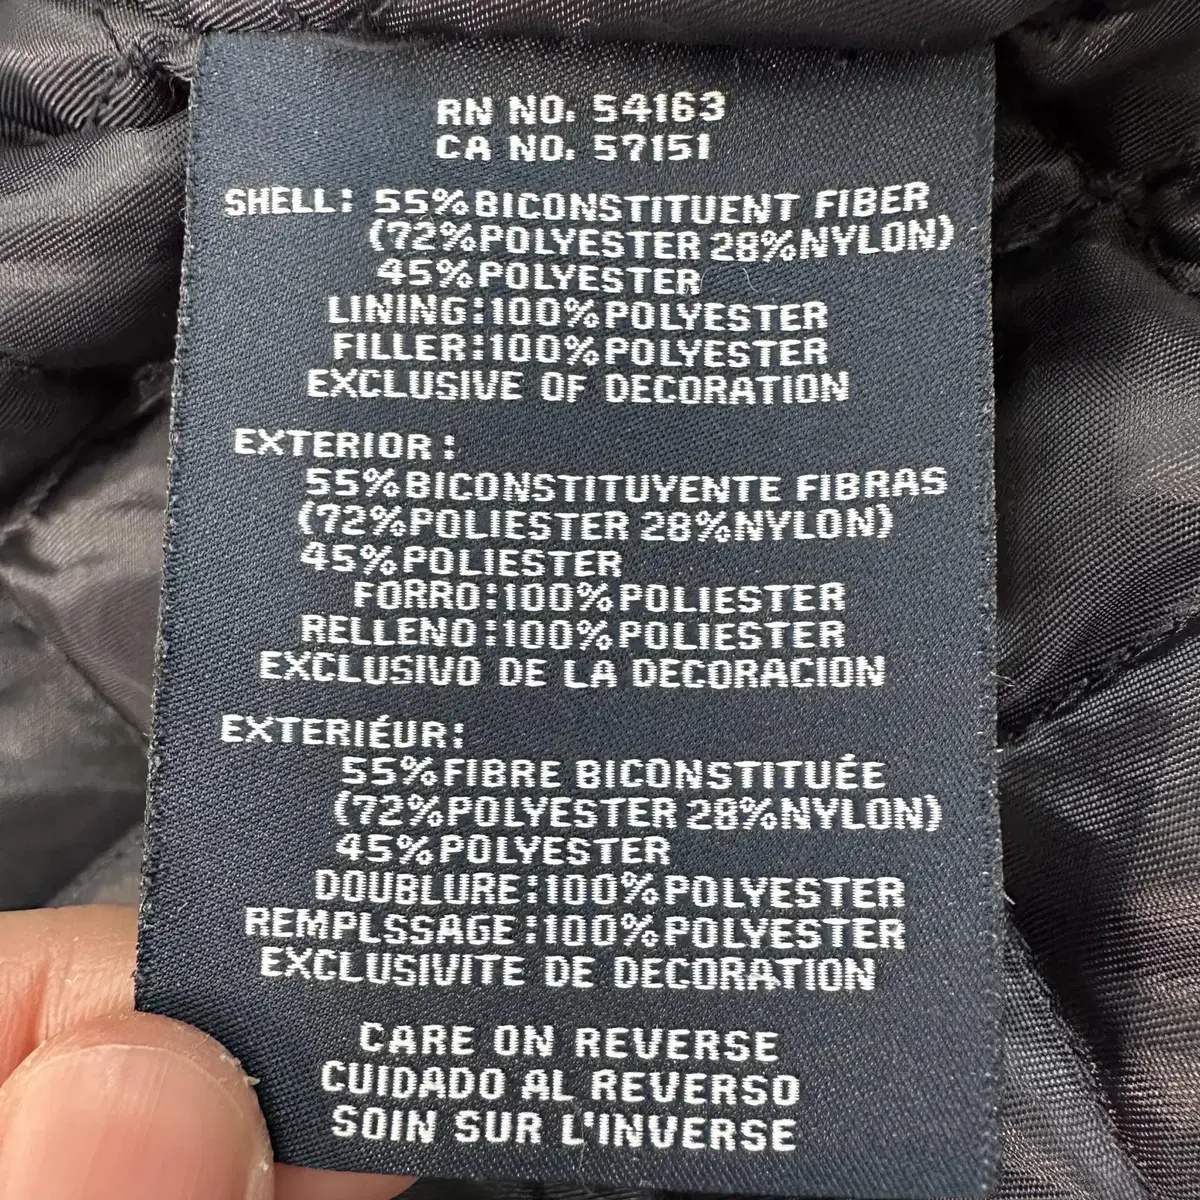 RN NO. 54163
CA NO. 57151
SHELL: 55%BICONSTITUENT FIBER
(72%POLYESTER 28%NYLON)
45%POLYESTER
LINING:100%POLYESTER
FILLER:100%POLYESTER
EXCLUSIVE OF DECORATION
EXTERIOR:
55%BICONSTITUYENTE FIBRAS
(72%POLIESTER 28%NYLON)
45%POLIESTER
FORRO:100%POLIESTER
RELLENO:100%POLIESTER
EXCLUSIVO DE LA DECORACION
EXTERIÉUR:
55%FIBRE BICONSTITUÉE
(72%POLYESTER 28%NYLON)
45%POLYESTER
DOUBLURE:100%POLYESTER
REMPLSSAGE:100%POLYESTER
EXCLUSIVITE DE DECORATION
CARE ON REVERSE
CUIDADO AL REVERSO
SOIN SUR L'INVERSE